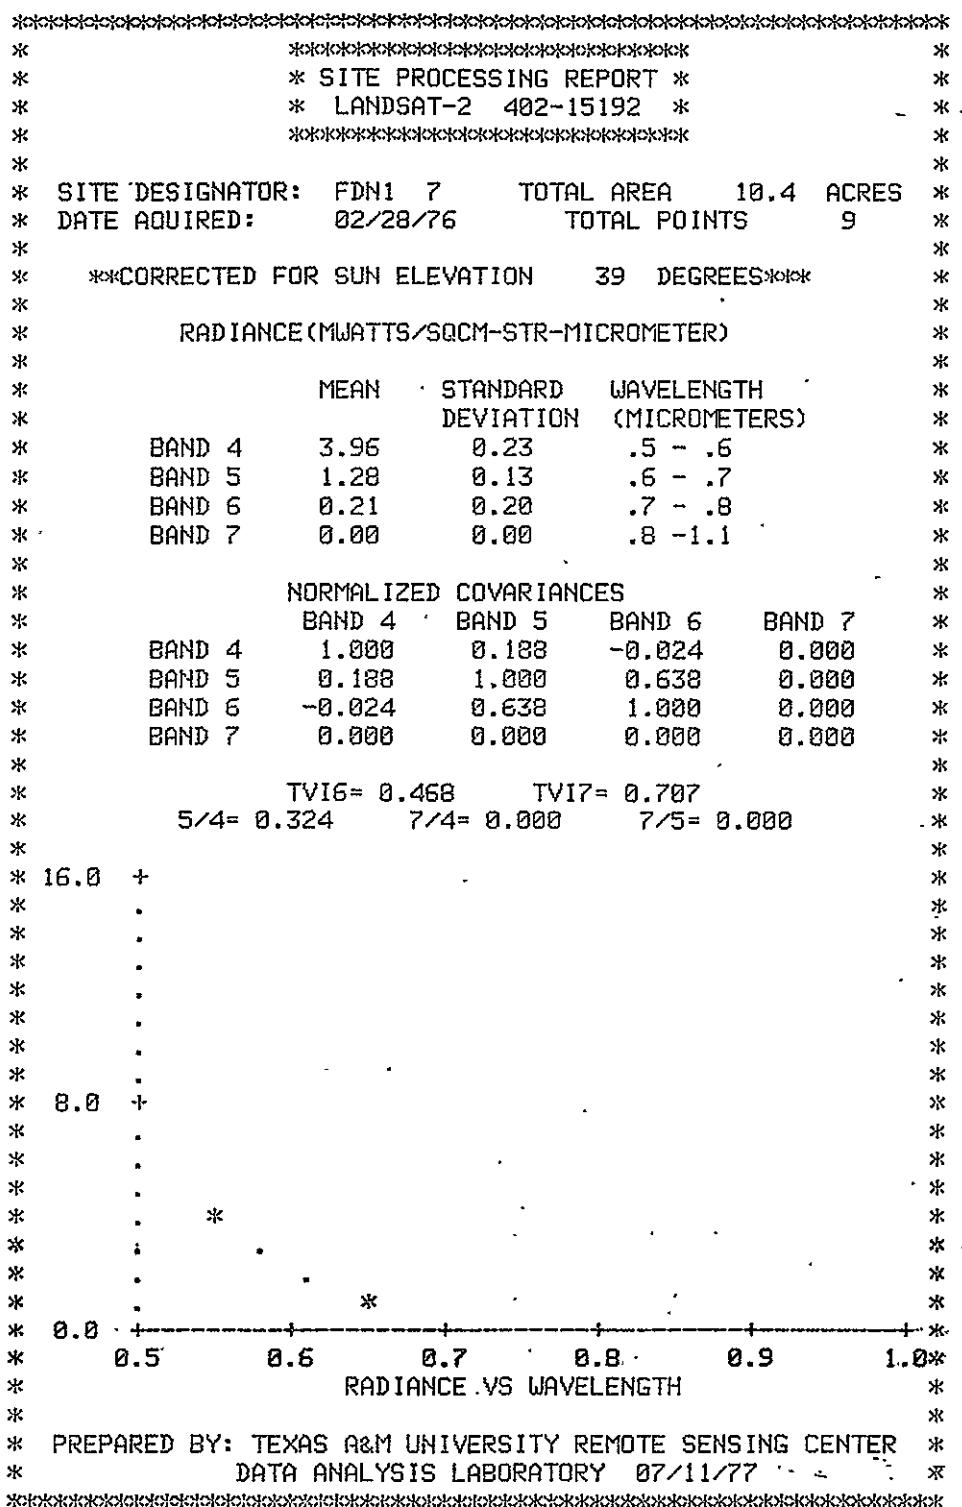 SITE PROCESSING REPORT
LANDSAT-2 402-15192
SITE DESIGNATOR: FDN1 7 TOTAL AREA 10.4 ACRES
DATE AQUIRED: 02/28/76 TOTAL POINTS 9
**CORRECTED FOR SUN ELEVATION 39 DEGREES***
RADIANCE(MWATTS/SQCM-STR-MICROMETER)
MEAN STANDARD WAVELENGTH
DEVIATION (MICROMETERS)
BAND 4 3.96 0.23 .5 - .6
BAND 5 1.28 0.13 .6 - .7
BAND 6 0.21 0.20 .7 - .8
BAND 7 0.00 0.00 .8 -1.1
NORMALIZED COVARIANCES
BAND 4 BAND 5 BAND 6 BAND 7
BAND 4 1.000 0.188 -0.024 0.000
BAND 5 0.188 1.000 0.638 0.000
BAND 6 -0.024 0.638 1.000 0.000
BAND 7 0.000 0.000 0.000 0.000
TVI6= 0.468 TVI7= 0.707
5/4= 0.324 7/4= 0.000 7/5= 0.000
16.0
8.0
0.0
0.5 0.6 0.7 0.8 0.9 1.0
RADIANCE VS WAVELENGTH
PREPARED BY: TEXAS A&M UNIVERSITY REMOTE SENSING CENTER
DATA ANALYSIS LABORATORY 07/11/77